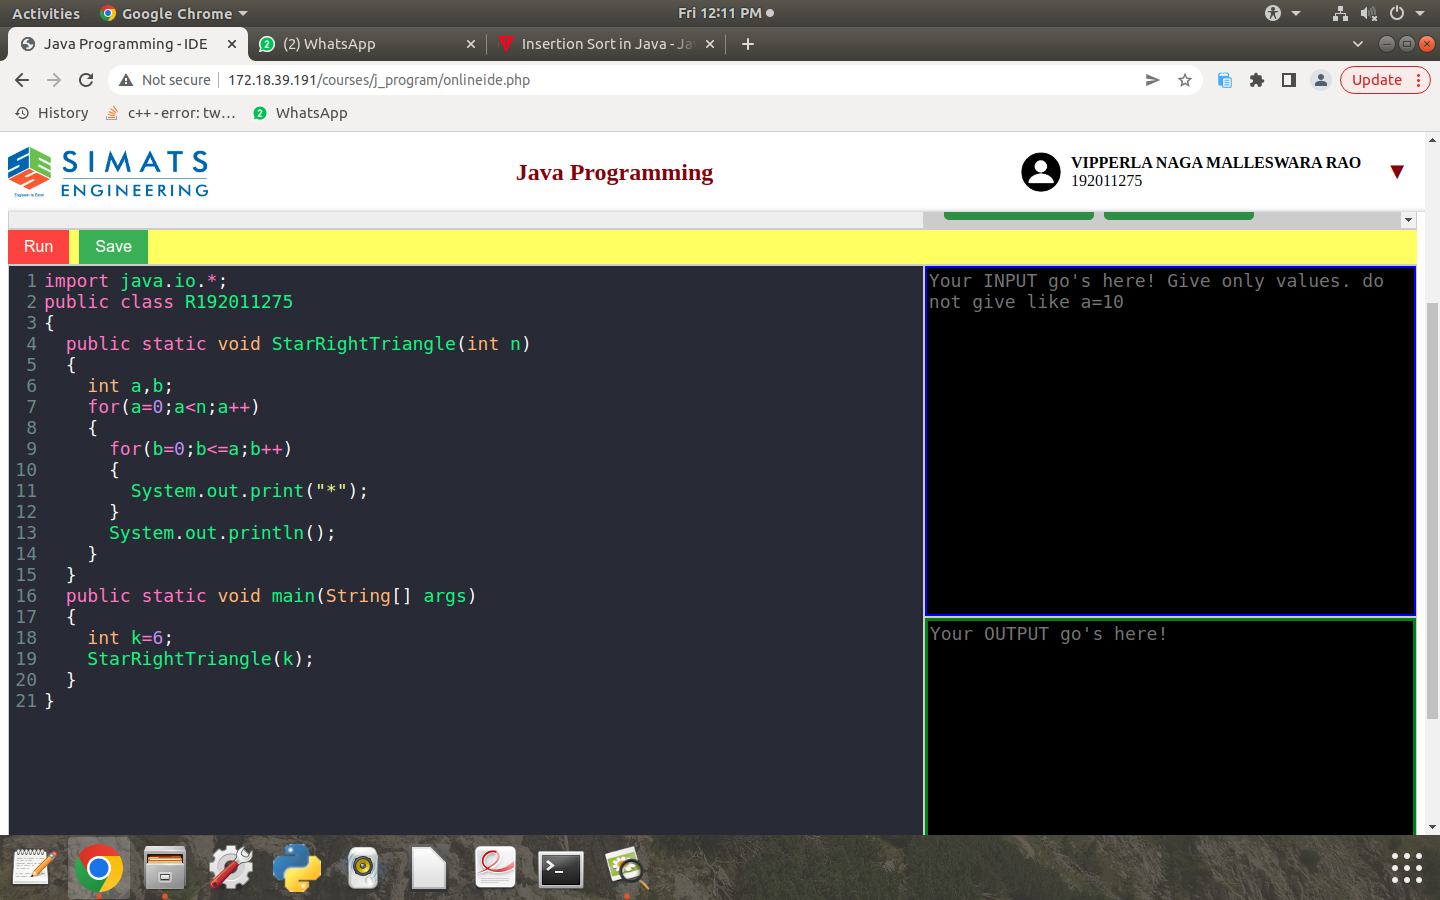 Activities Google Chrome Fri 12:11 PM
Java Programming - IDE (2) WhatsApp Insertion Sort in Java - Ja
Not secure 172.18.39.191/courses/j_program/onlineide.php Update
History c++ - error: tw... 2 WhatsApp
SIMATS
ENGINEERING
Engineer to Excel
Java Programming
VIPPERLA NAGA MALLESWARA RAO
192011275
Run Save
1 import java.io.*;
2 public class R192011275
3 {
4 public static void StarRightTriangle(int n)
5 {
6 int a,b;
7 for(a=0;a<n;a++)
8 {
9 for(b=0;b<=a;b++)
10 {
11 System.out.print("*");
12 }
13 System.out.println();
14 }
15 }
16 public static void main(String[] args)
17 {
18 int k=6;
19 StarRightTriangle(k);
20 }
21 }
Your INPUT go's here! Give only values. do
not give like a=10
Your OUTPUT go's here!